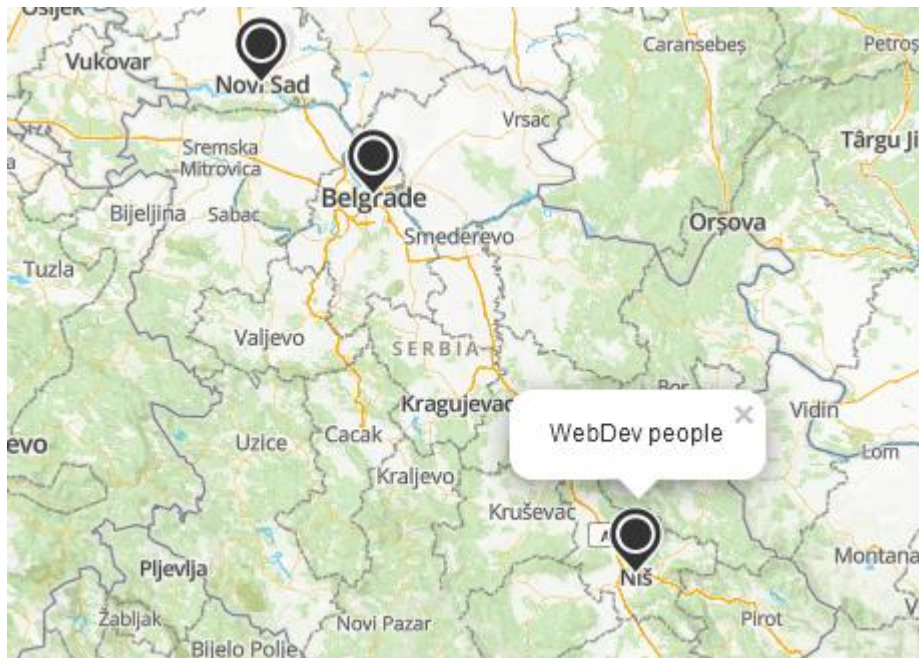 Osijek
Caransebeș
Petroș
Vukovar
Novi Sad
Vrsac
Sremska
Mitrovica
Târgu Ji
Belgrade
Bijeljina
Sabac
Orșova
Smederevo
Tuzla
Valjevo
SERBIA
Bor
Kragujevac
Vidin
WebDev people
×
evo
Uzice
Cacak
Lom
Kraljevo
Kruševac
A
Montana
Pljevlja
Niš
Žabljak
Novi Pazar
Pirot
Bijelo Polje